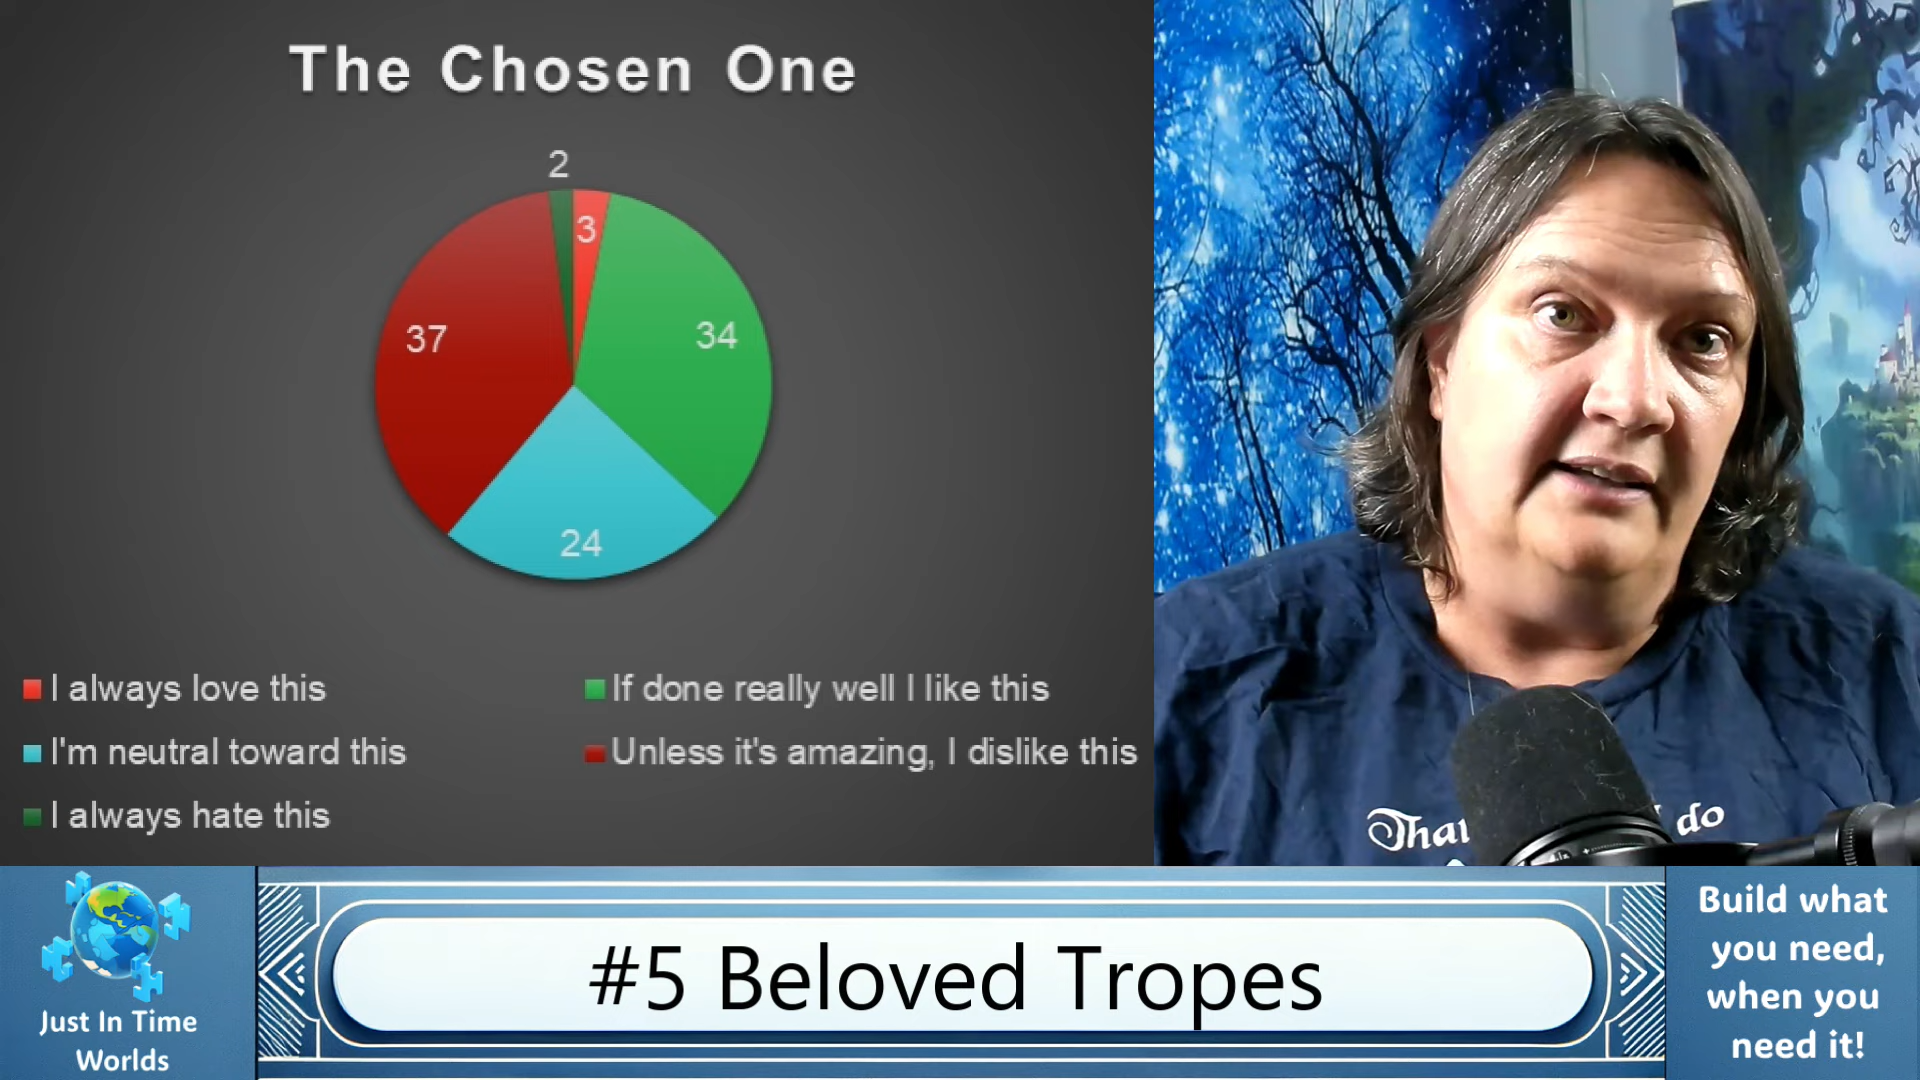 The Chosen One
2
3
37
34
24
I always love this
If done really well I like this
I'm neutral toward this
Unless it's amazing, I dislike this
I always hate this
do
#5 Beloved Tropes
Just In Time
Worlds
Build what
you need,
when you
need it!